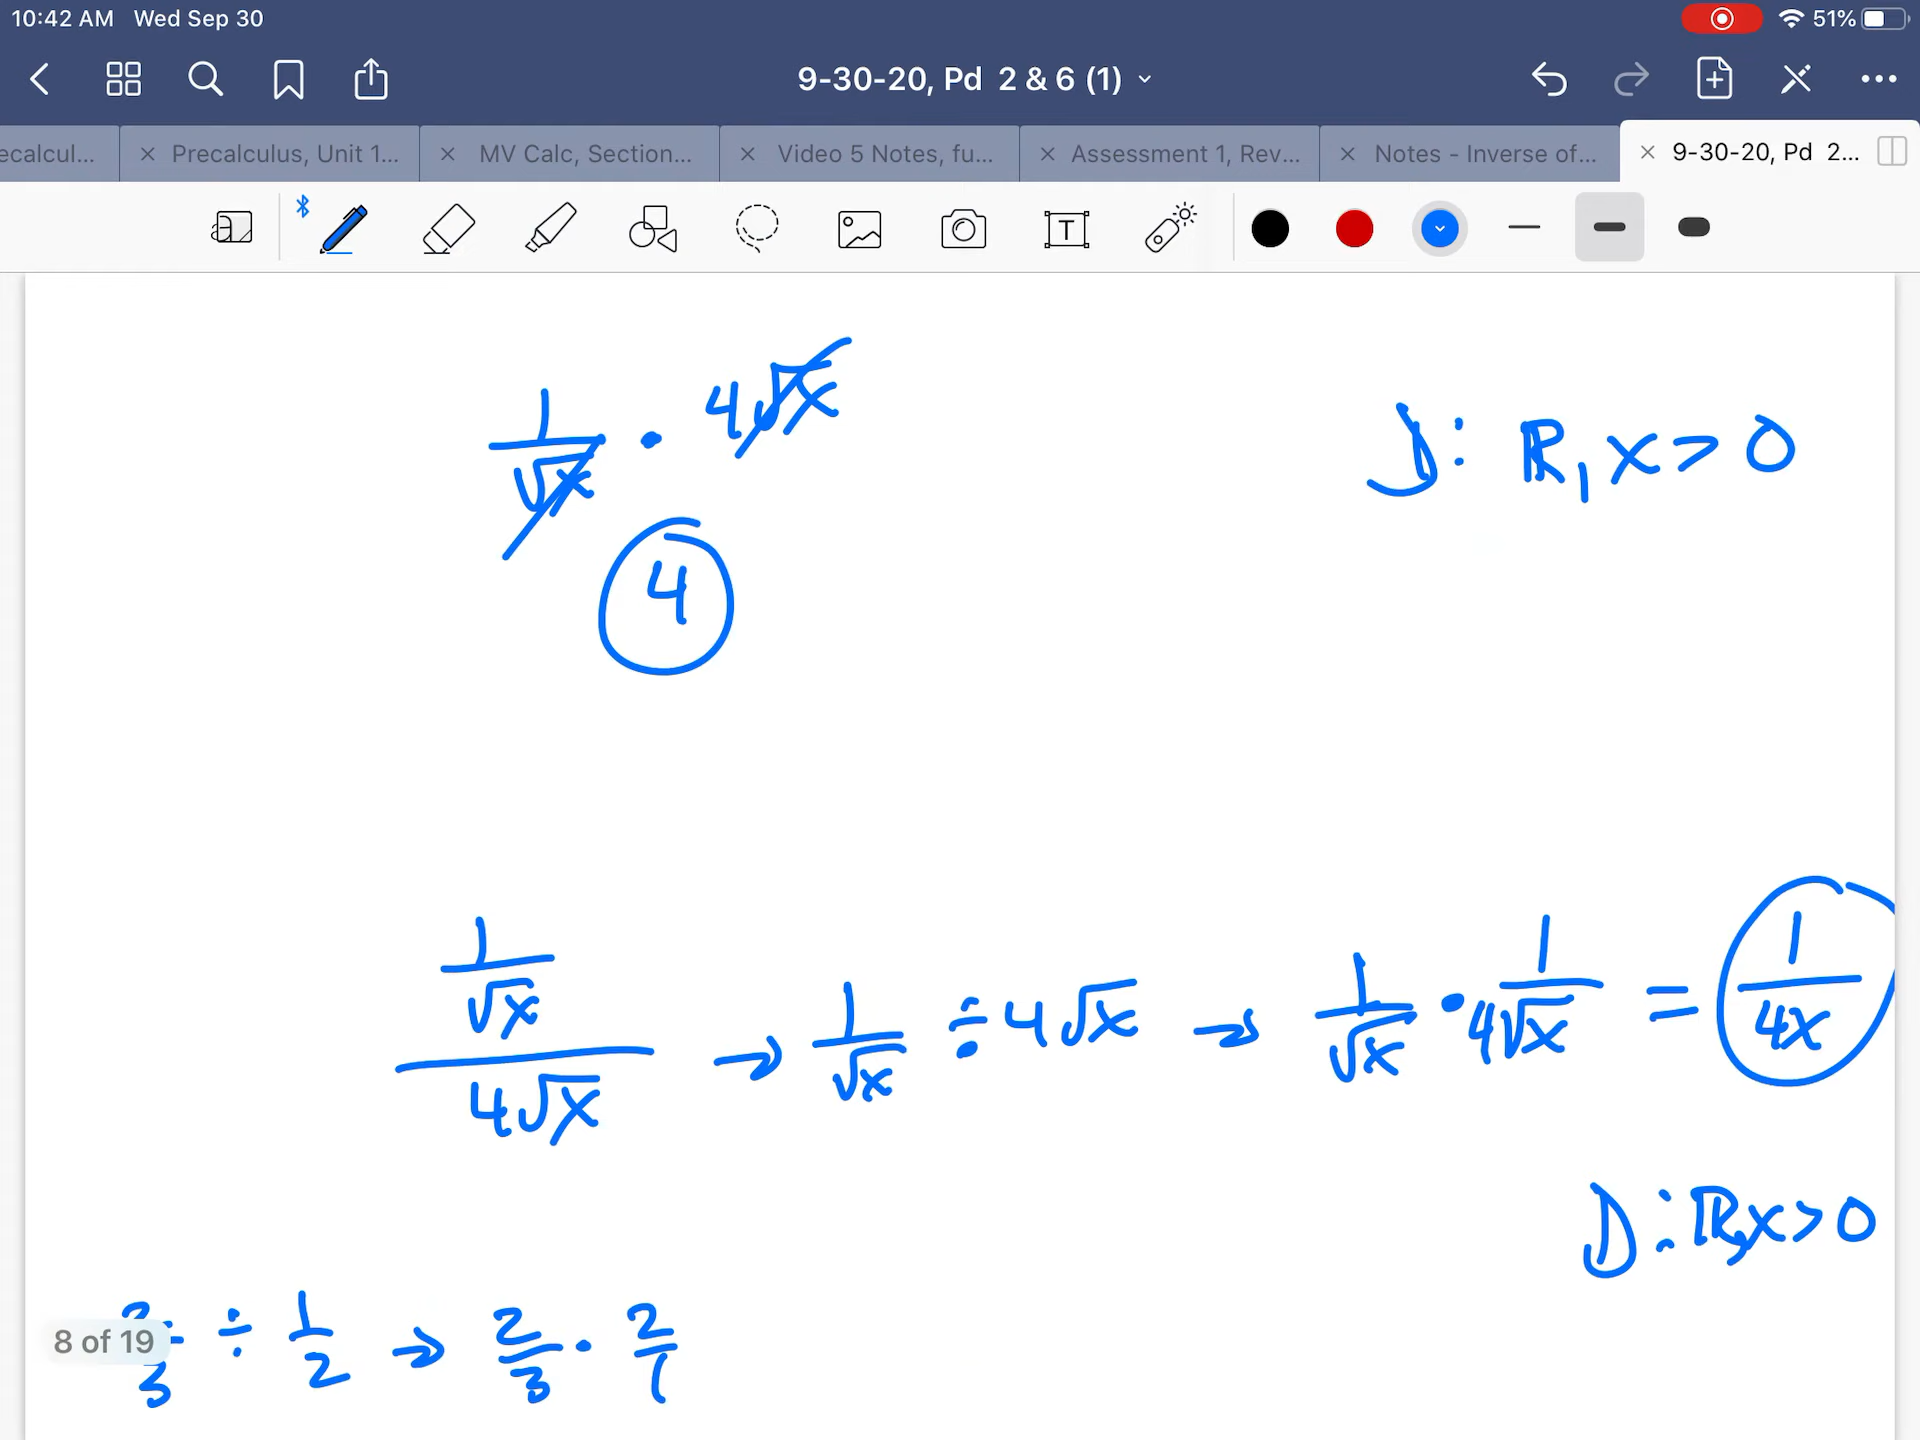 10:42 AM Wed Sep 30 51%
9-30-20, Pd 2 & 6 (1)
ecalcul... × Precalculus, Unit 1... × MV Calc, Section... × Video 5 Notes, fu... × Assessment 1, Rev... × Notes - Inverse of... × 9-30-20, Pd 2...
T
1/√x · 4√x D: ℝ, x > 0
4
(1/√x)/(4√x) → 1/√x ÷ 4√x → 1/√x · 1/(4√x) = 1/(4x)
D: ℝ, x > 0
2/3 ÷ 1/2 → 2/3 · 2/1
8 of 19